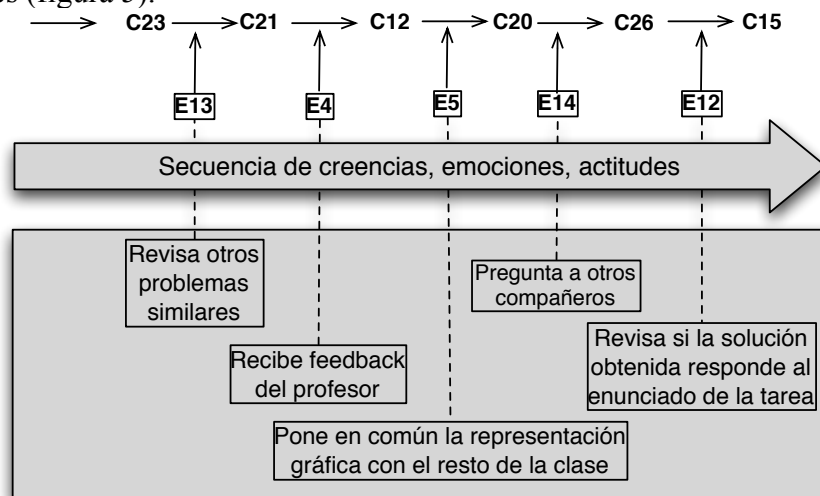 es (figura 3).
C23 C21 C12 C20 C26 C15
E13 E4 E5 E14 E12
Secuencia de creencias, emociones, actitudes
Revisa otros
problemas
similares
Pregunta a otros
compañeros
Revisa si la solución
obtenida responde al
enunciado de la tarea
Recibe feedback
del profesor
Pone en común la representación
gráfica con el resto de la clase